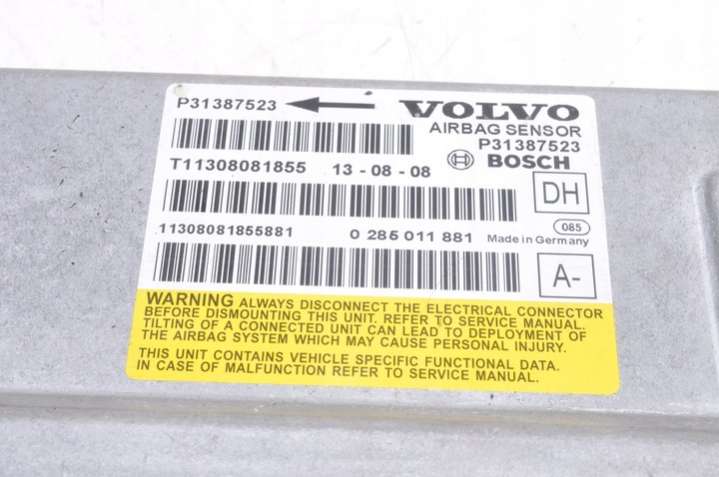 P31387523
VOLVO
AIRBAG SENSOR
P31387523
T11308081855 13-08-08
BOSCH
DH
11308081855881 0 285 011 881 Made in Germany
085
A-
WARNING ALWAYS DISCONNECT THE ELECTRICAL CONNECTOR
BEFORE DISMOUNTING THIS UNIT. REFER TO SERVICE MANUAL.
TILTING OF A CONNECTED UNIT CAN LEAD TO DEPLOYMENT OF
THE AIRBAG SYSTEM WHICH MAY CAUSE PERSONAL INJURY.
THIS UNIT CONTAINS VEHICLE SPECIFIC FUNCTIONAL DATA.
IN CASE OF MALFUNCTION REFER TO SERVICE MANUAL.